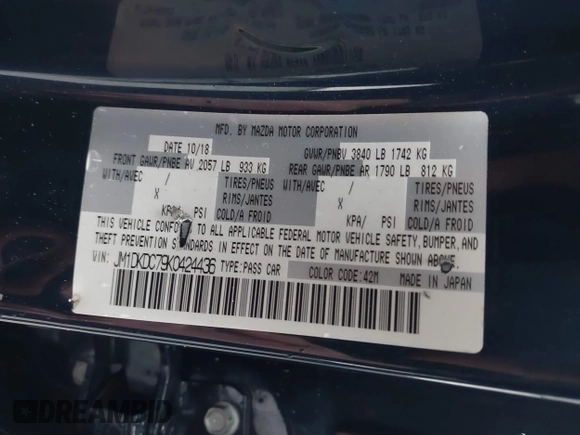 MFD. BY MAZDA MOTOR CORPORATION
DATE 10/18 GVWR/PNBV 3840 LB 1742 KG
FRONT GAWR/PNBE AV 2057 LB 933 KG REAR GAWR/PNBE AR 1790 LB 812 KG
WITH/AVEC / TIRES/PNEUS WITH/AVEC / TIRES/PNEUS
X RIMS/JANTES X RIMS/JANTES
KPA/ PSI COLD/A FROID KPA/ PSI COLD/A FROID
THIS VEHICLE CONFORMS TO ALL APPLICABLE FEDERAL MOTOR VEHICLE SAFETY, BUMPER, AND
THEFT PREVENTION STANDARDS IN EFFECT ON THE DATE OF MANUFACTURE SHOWN ABOVE.
VIN: JM1DKDC79K0424436 TYPE: PASS CAR COLOR CODE: 42M MADE IN JAPAN
DREAMBID